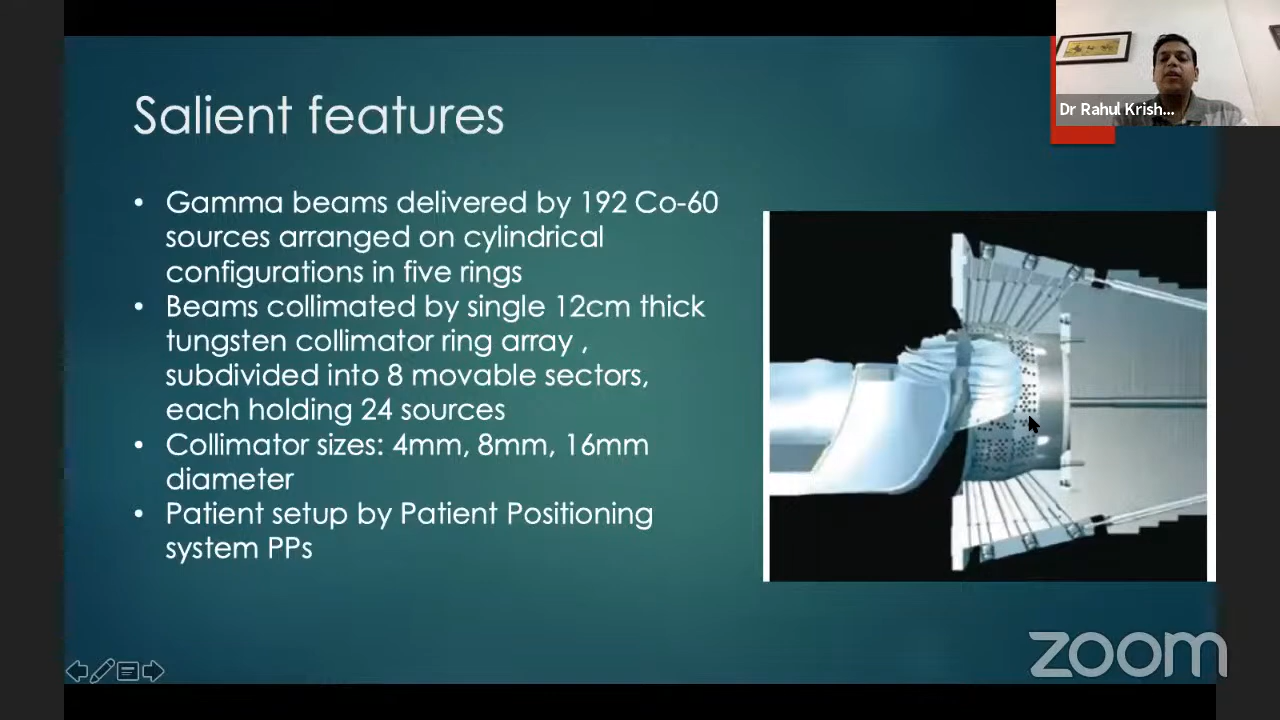 Salient features
• Gamma beams delivered by 192 Co-60
sources arranged on cylindrical
configurations in five rings
• Beams collimated by single 12cm thick
tungsten collimator ring array ,
subdivided into 8 movable sectors,
each holding 24 sources
• Collimator sizes: 4mm, 8mm, 16mm
diameter
• Patient setup by Patient Positioning
system PPs
Dr Rahul Krish...
zoom